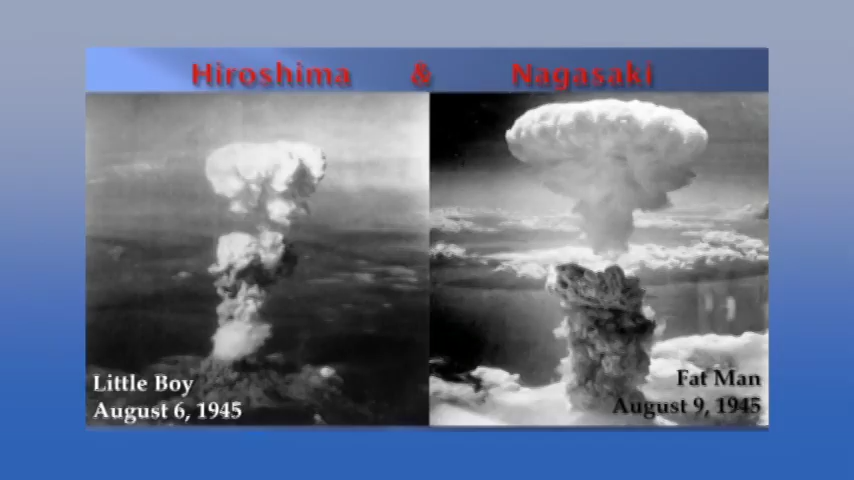 Hiroshima & Nagasaki
Little Boy
August 6, 1945
Fat Man
August 9, 1945